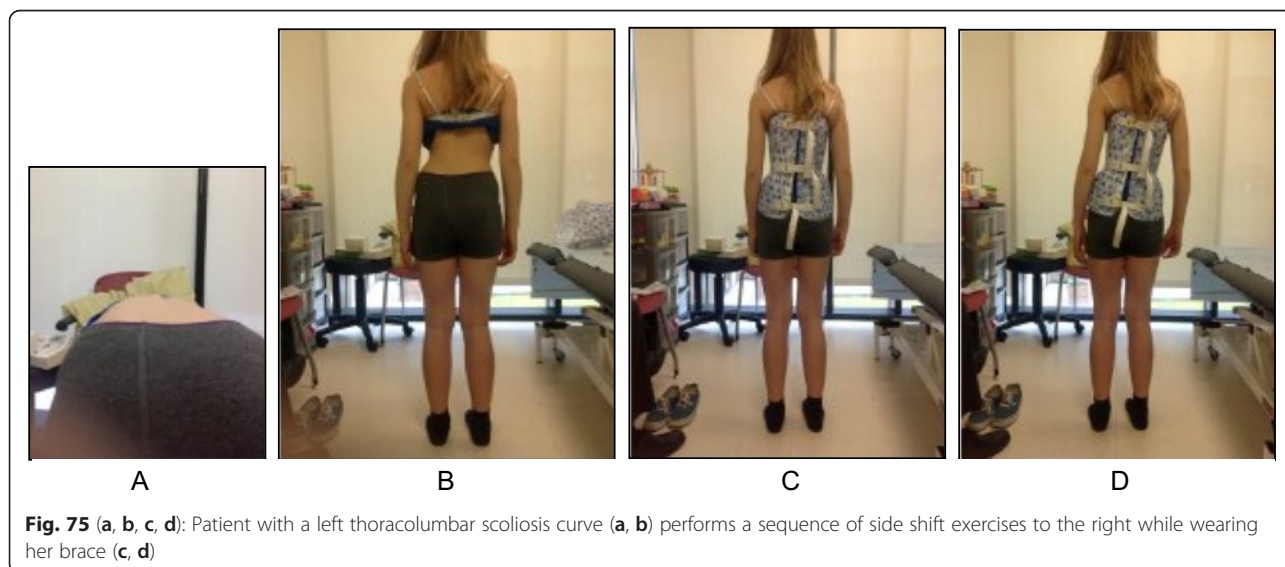 A
B
C
D
Fig. 75 (a, b, c, d): Patient with a left thoracolumbar scoliosis curve (a, b) performs a sequence of side shift exercises to the right while wearing
her brace (c, d)